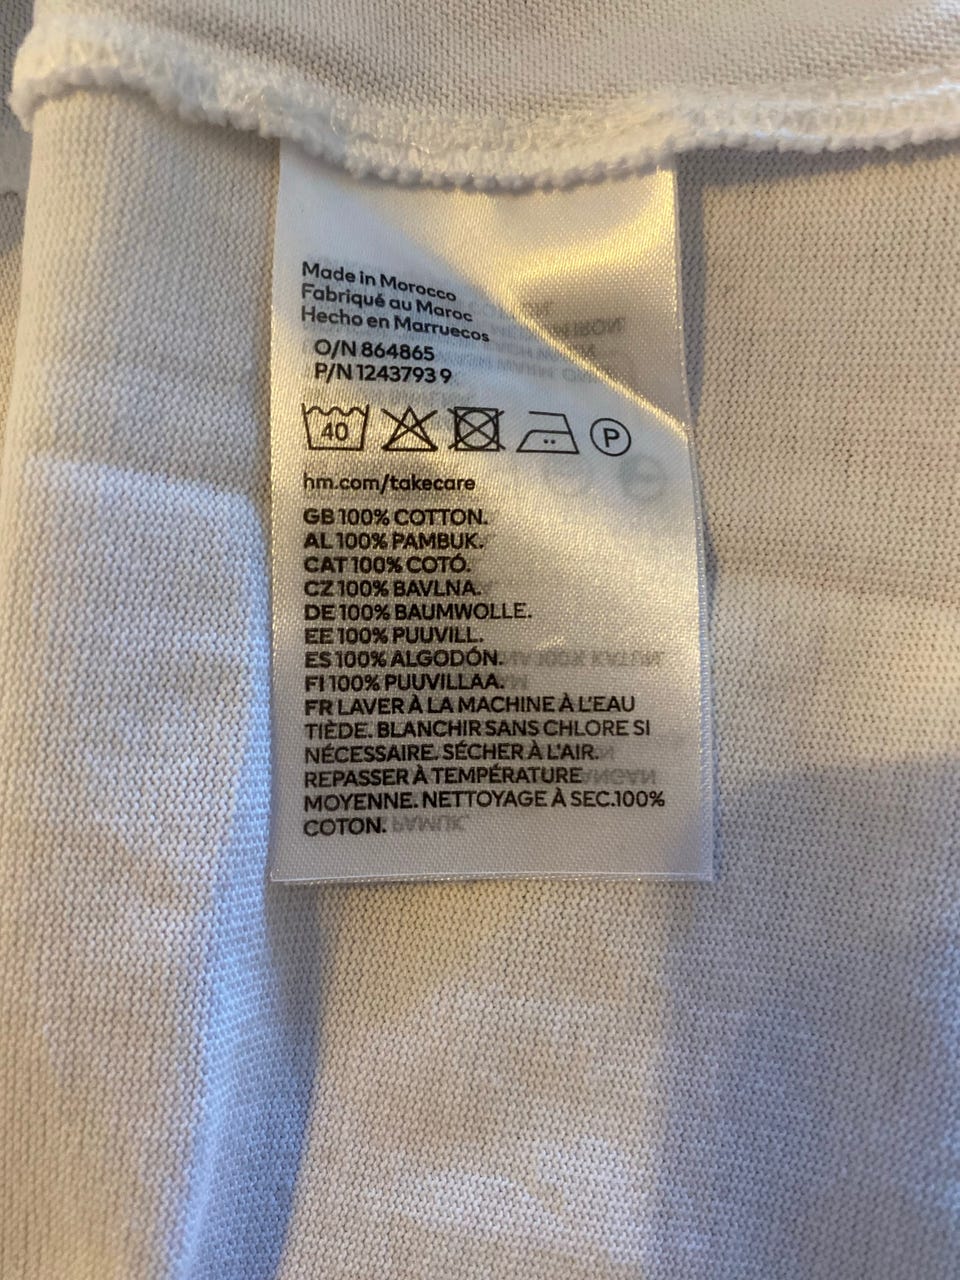 Made in Morocco
Fabriqué au Maroc
Hecho en Marruecos
O/N 864865
P/N 1243793 9
40 P
hm.com/takecare
GB 100% COTTON.
AL 100% PAMBUK.
CAT 100% COTÓ.
CZ 100% BAVLNA.
DE 100% BAUMWOLLE.
EE 100% PUUVILL.
ES 100% ALGODÓN.
FI 100% PUUVILLAA.
FR LAVER À LA MACHINE À L'EAU
TIÈDE. BLANCHIR SANS CHLORE SI
NÉCESSAIRE. SÉCHER À L'AIR.
REPASSER À TEMPÉRATURE
MOYENNE. NETTOYAGE À SEC.100%
COTON.